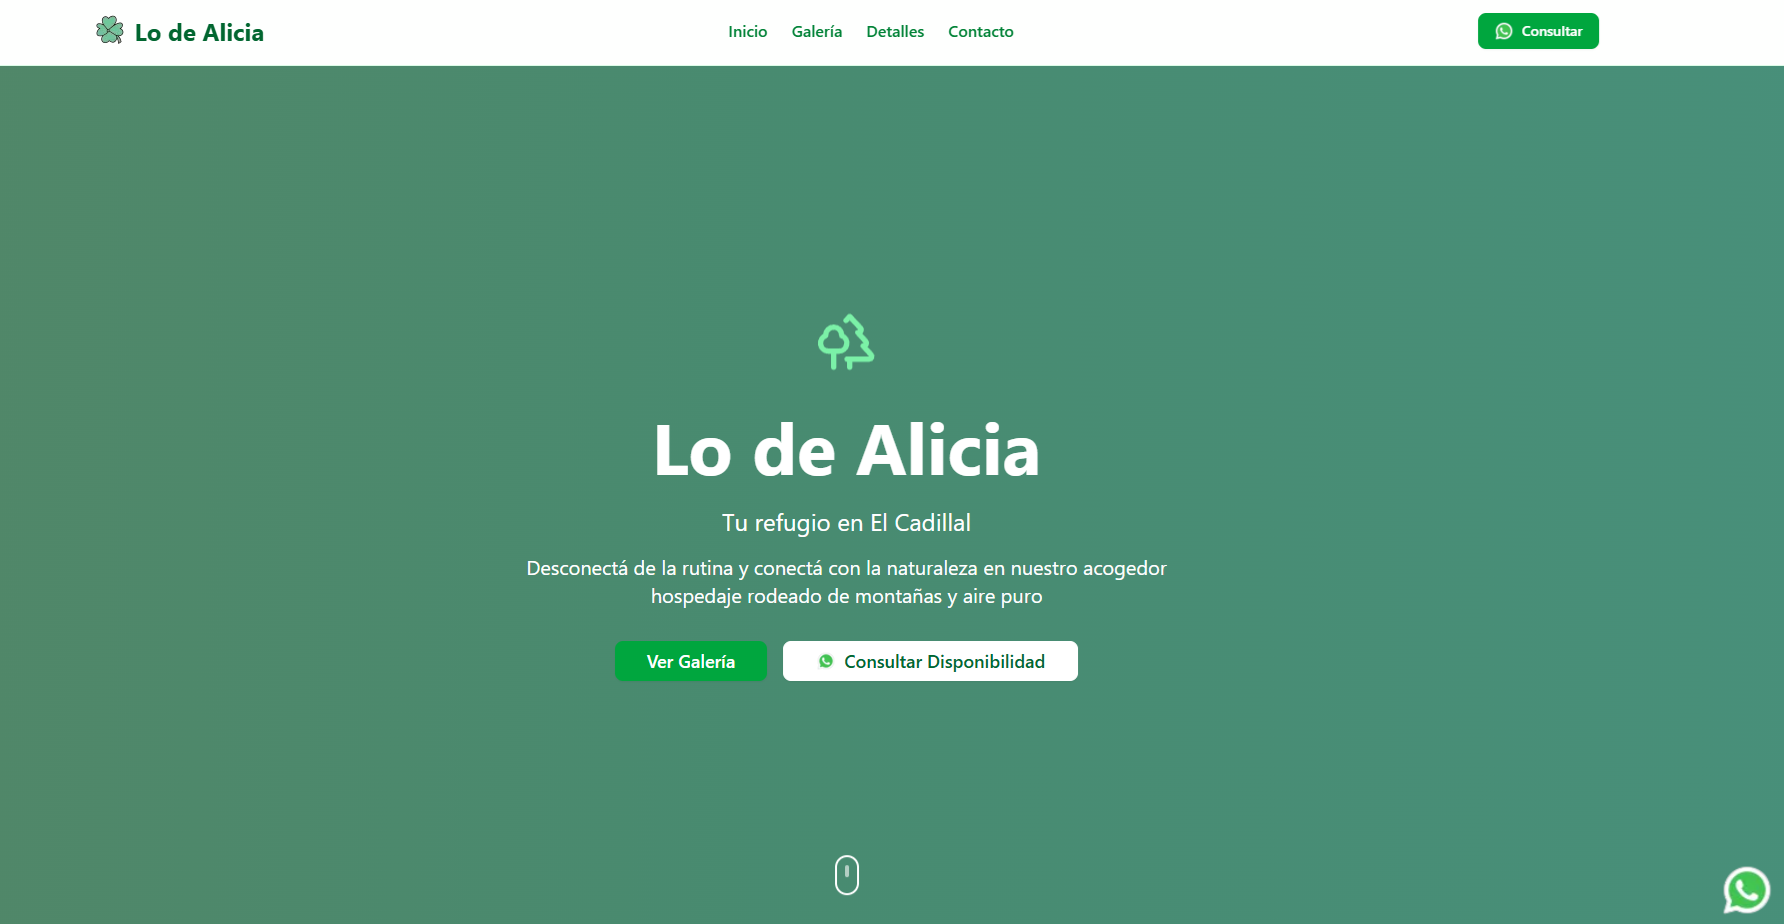 Lo de Alicia
Inicio
Galería
Detalles
Contacto
Consultar
Lo de Alicia
Tu refugio en El Cadillal
Desconectá de la rutina y conectá con la naturaleza en nuestro acogedor
hospedaje rodeado de montañas y aire puro
Ver Galería
Consultar Disponibilidad